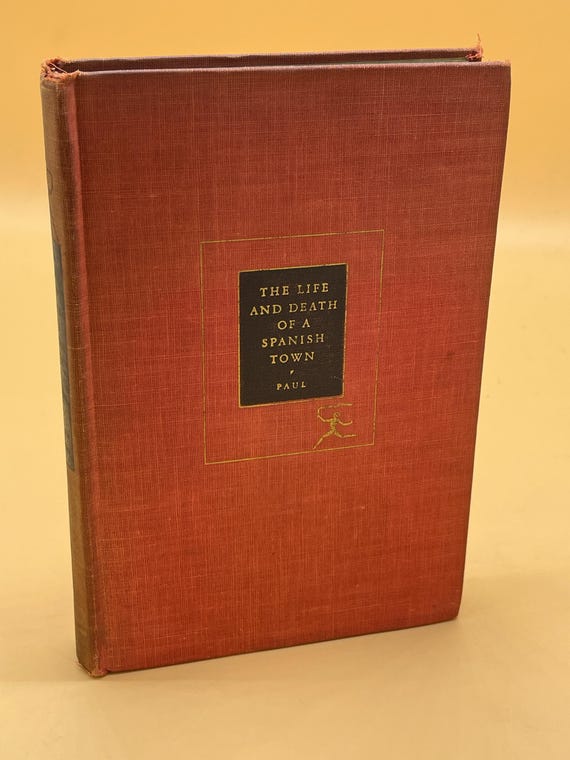 THE LIFE
AND DEATH
OF A
SPANISH
TOWN
PAUL